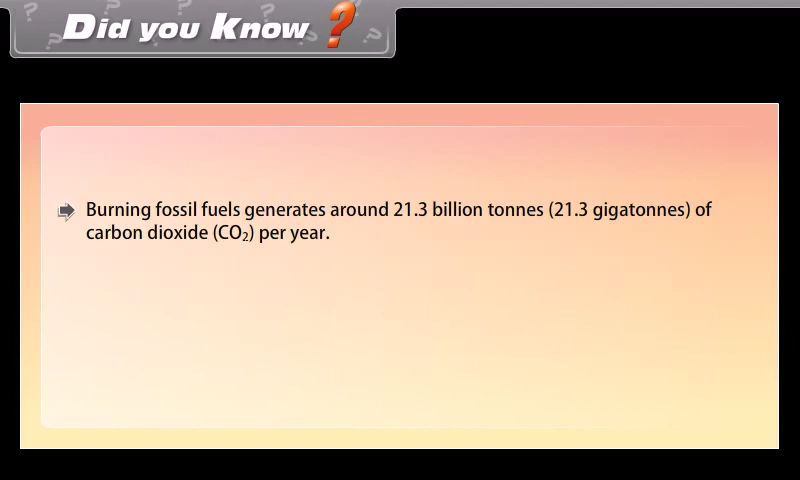 Did you Know ?
Burning fossil fuels generates around 21.3 billion tonnes (21.3 gigatonnes) of
carbon dioxide (CO₂) per year.